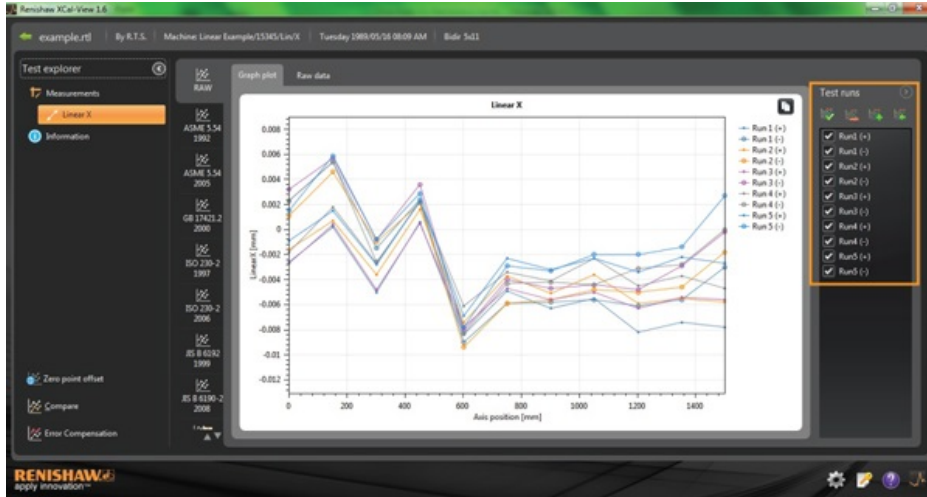 Renishaw XCal-View 1.6
example.rtl
By R.T.S.
Machine: Linear Example/15345/Lin/X
Tuesday 1989/05/16 08:09 AM
Bidir 5x11
Test explorer
Measurements
Linear X
Information
Zero point offset
Compare
Error Compensation
RAW
ASME 5.54
1992
ASME 5.54
2005
GB 17421.2
2000
ISO 230-2
1997
ISO 230-2
2006
JIS B 6192
1999
JIS B 6190-2
2008
Graph plot
Raw data
Linear X
0.008
0.006
0.004
0.002
0
-0.002
-0.004
-0.006
-0.008
-0.01
-0.012
LinearX [mm]
0 200 400 600 800 1000 1200 1400
Axis position [mm]
Run 1 (+)
Run 1 (-)
Run 2 (+)
Run 2 (-)
Run 3 (+)
Run 3 (-)
Run 4 (+)
Run 4 (-)
Run 5 (+)
Run 5 (-)
Test runs
Run1 (+)
Run1 (-)
Run2 (+)
Run2 (-)
Run3 (+)
Run3 (-)
Run4 (+)
Run4 (-)
Run5 (+)
Run5 (-)
RENISHAW
apply innovation™